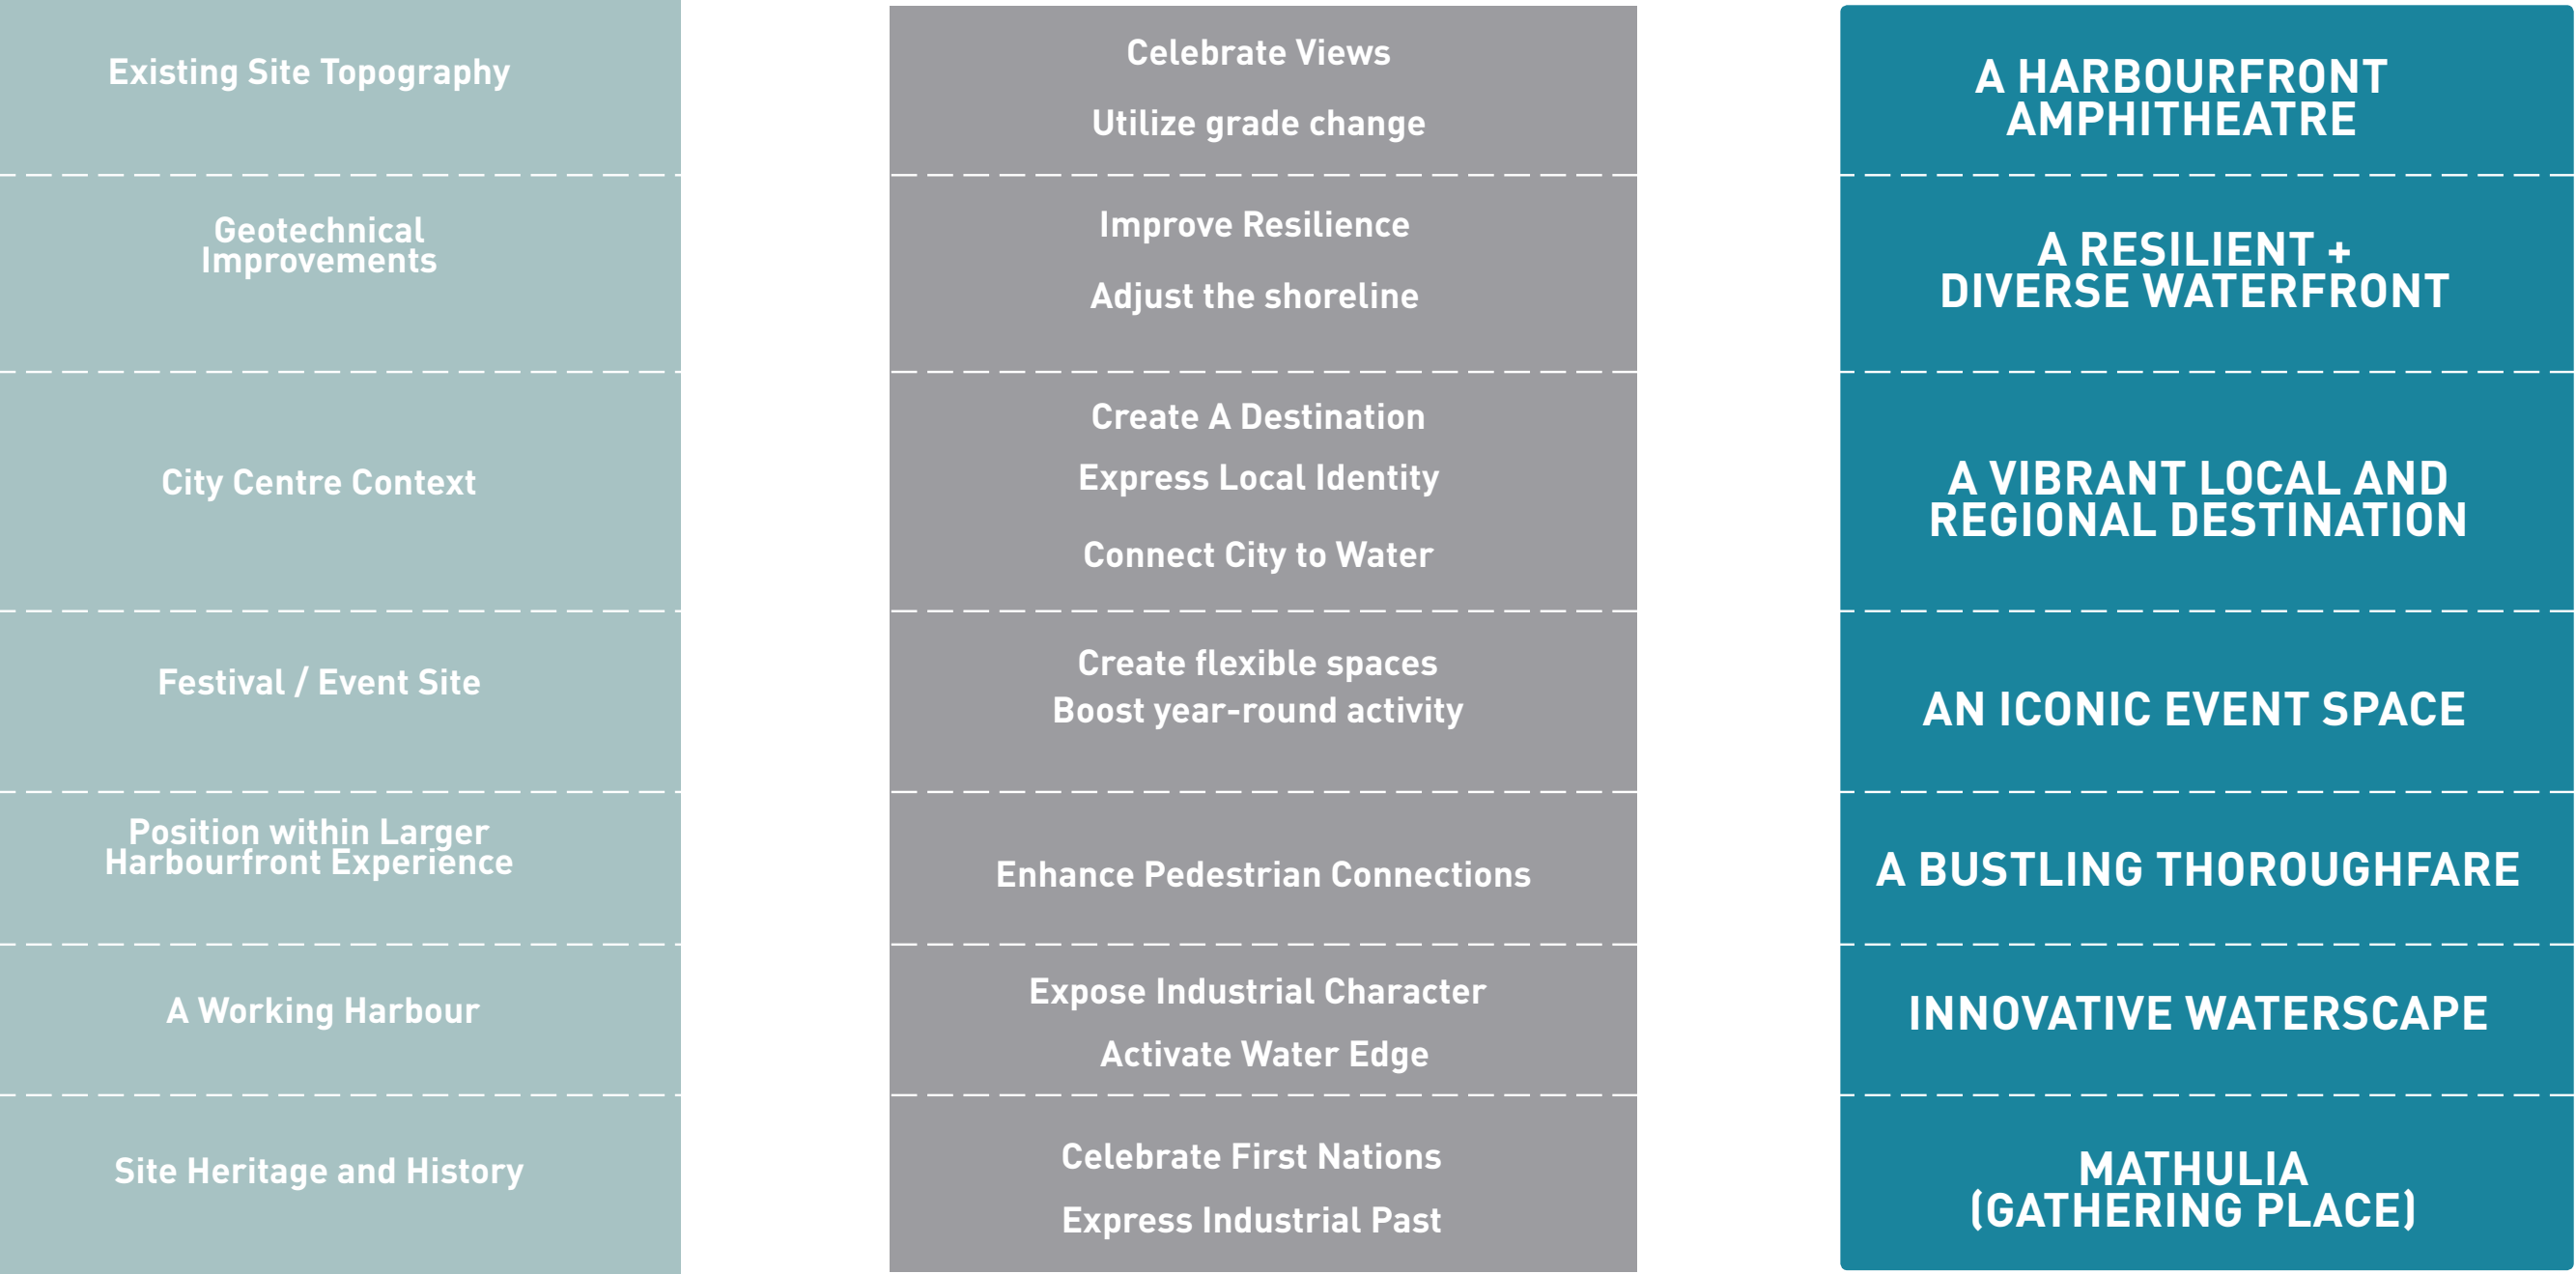 Existing Site Topography
Celebrate Views
Utilize grade change
A HARBOURFRONT
AMPHITHEATRE
Geotechnical
Improvements
Improve Resilience
Adjust the shoreline
A RESILIENT +
DIVERSE WATERFRONT
City Centre Context
Create A Destination
Express Local Identity
Connect City to Water
A VIBRANT LOCAL AND
REGIONAL DESTINATION
Festival / Event Site
Create flexible spaces
Boost year-round activity
AN ICONIC EVENT SPACE
Position within Larger
Harbourfront Experience
Enhance Pedestrian Connections
A BUSTLING THOROUGHFARE
A Working Harbour
Expose Industrial Character
Activate Water Edge
INNOVATIVE WATERSCAPE
Site Heritage and History
Celebrate First Nations
Express Industrial Past
MATHULIA
(GATHERING PLACE)